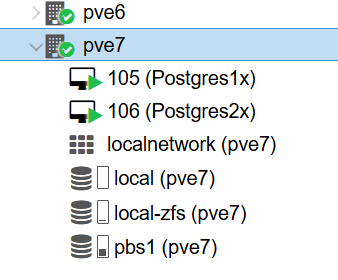 pve6
pve7
105 (Postgres1x)
106 (Postgres2x)
localnetwork (pve7)
local (pve7)
local-zfs (pve7)
pbs1 (pve7)